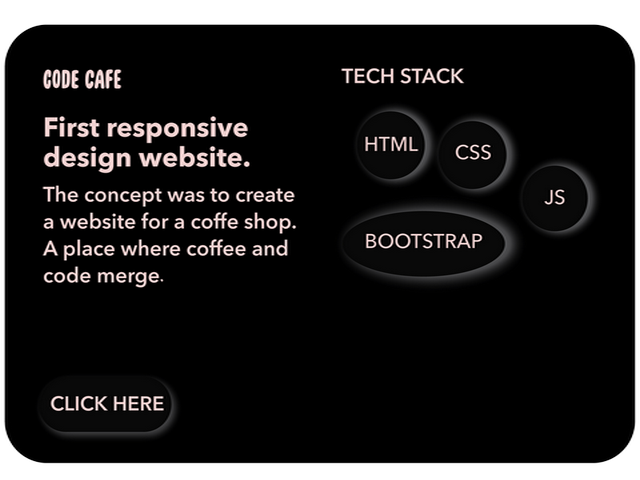 CODE CAFE
First responsive
design website.
The concept was to create
a website for a coffe shop.
A place where coffee and
code merge.
CLICK HERE
TECH STACK
HTML
CSS
JS
BOOTSTRAP